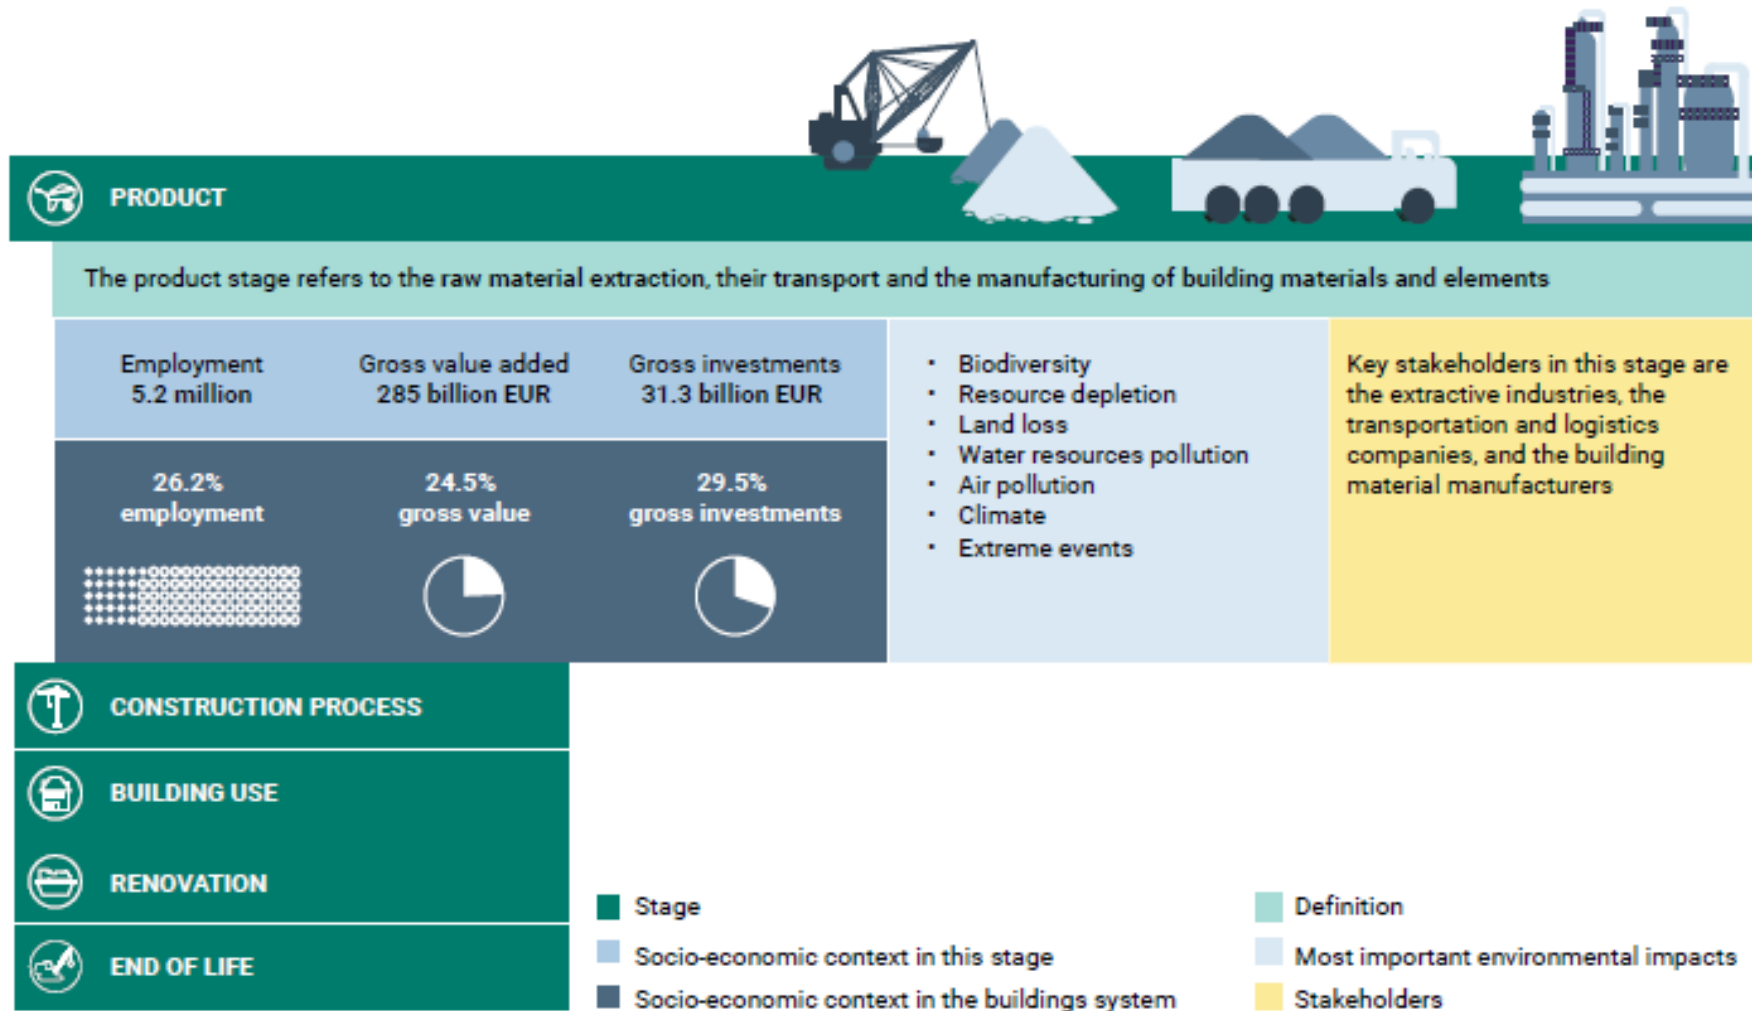 PRODUCT
The product stage refers to the raw material extraction, their transport and the manufacturing of building materials and elements
Employment
5.2 million
Gross value added
285 billion EUR
Gross investments
31.3 billion EUR
26.2%
employment
24.5%
gross value
29.5%
gross investments
• Biodiversity
• Resource depletion
• Land loss
• Water resources pollution
• Air pollution
• Climate
• Extreme events
Key stakeholders in this stage are
the extractive industries, the
transportation and logistics
companies, and the building
material manufacturers
CONSTRUCTION PROCESS
BUILDING USE
RENOVATION
END OF LIFE
Stage
Socio-economic context in this stage
Socio-economic context in the buildings system
Definition
Most important environmental impacts
Stakeholders